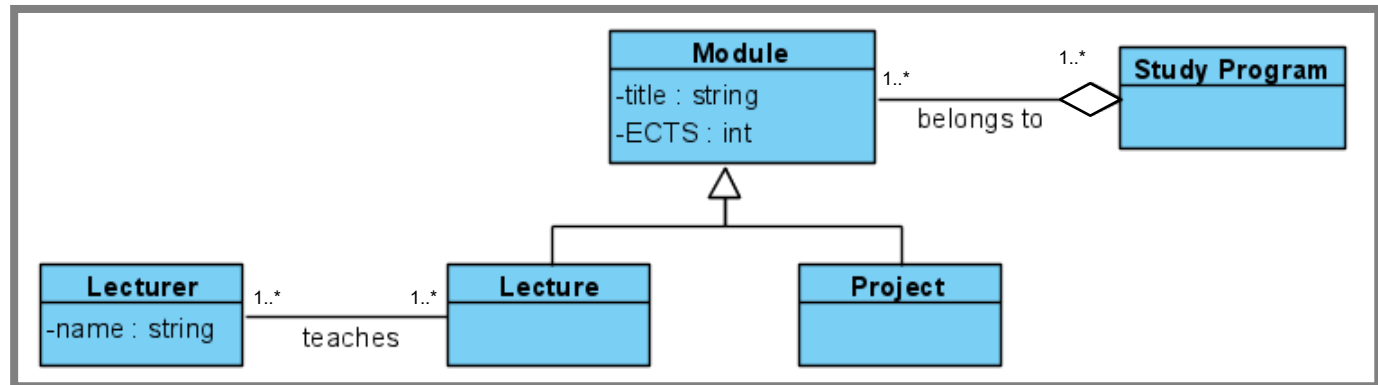 Module
-title : string
-ECTS : int
1..*
1..*
belongs to
Study Program
Lecturer
-name : string
1..*
1..*
teaches
Lecture
Project